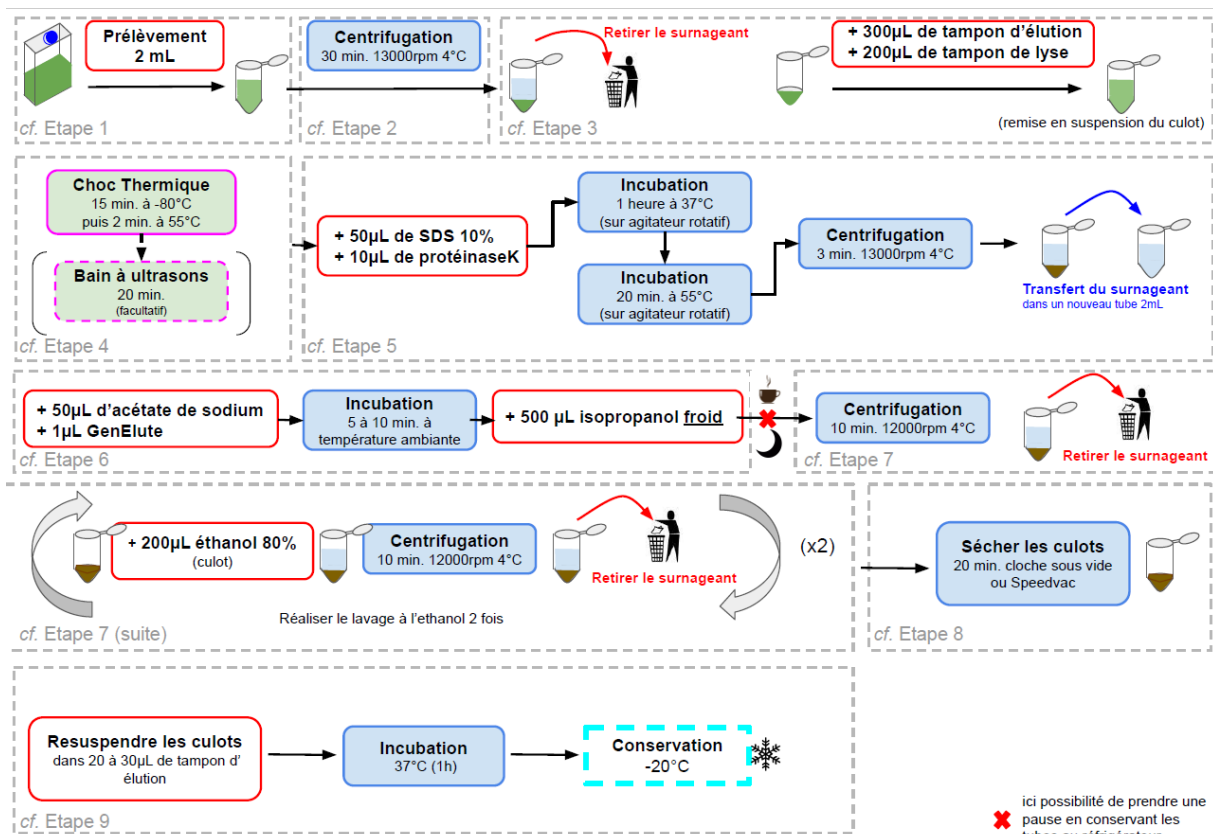 Prélèvement
2 mL
cf. Etape 1
Centrifugation
30 min. 13000rpm 4°C
cf. Etape 2
Retirer le surnageant
+ 300µL de tampon d'élution
+ 200µL de tampon de lyse
(remise en suspension du culot)
cf. Etape 3
Choc Thermique
15 min. à -80°C
puis 2 min. à 55°C
Bain à ultrasons
20 min.
(facultatif)
cf. Etape 4
+ 50µL de SDS 10%
+ 10µL de protéinaseK
Incubation
1 heure à 37°C
(sur agitateur rotatif)
Incubation
20 min. à 55°C
(sur agitateur rotatif)
Centrifugation
3 min. 13000rpm 4°C
Transfert du surnageant
dans un nouveau tube 2mL
cf. Etape 5
+ 50µL d'acétate de sodium
+ 1µL GenElute
Incubation
5 à 10 min. à
température ambiante
+ 500 µL isopropanol froid
cf. Etape 6
Centrifugation
10 min. 12000rpm 4°C
Retirer le surnageant
cf. Etape 7
+ 200µL éthanol 80%
(culot)
Centrifugation
10 min. 12000rpm 4°C
Retirer le surnageant
(x2)
Réaliser le lavage à l'ethanol 2 fois
cf. Etape 7 (suite)
Sécher les culots
20 min. cloche sous vide
ou Speedvac
cf. Etape 8
Resuspendre les culots
dans 20 à 30µL de tampon d'
élution
Incubation
37°C (1h)
Conservation
-20°C
cf. Etape 9
ici possibilité de prendre une
pause en conservant les